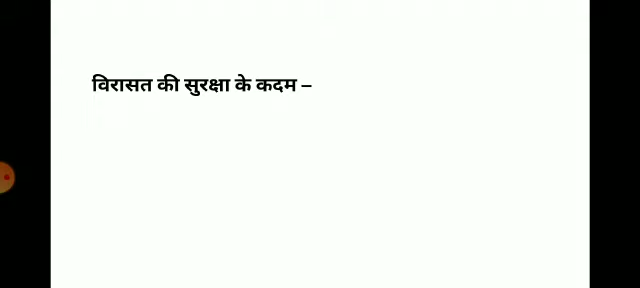 विरासत की सुरक्षा के कदम –